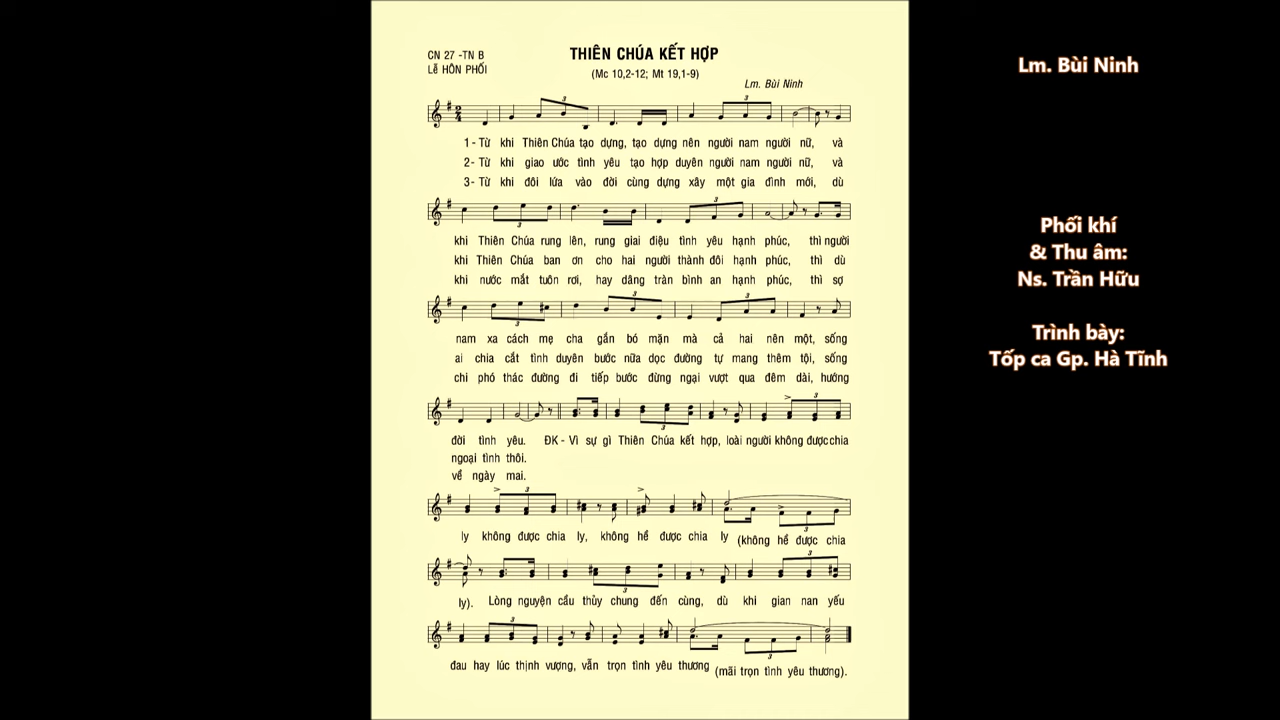 CN 27 -TN B
LỄ HÔN PHỐI
THIÊN CHÚA KẾT HỢP
(Mc 10,2-12; Mt 19,1-9)
Lm. Bùi Ninh
1- Từ khi Thiên Chúa tạo dựng, tạo dựng nên người nam người nữ, và
2- Từ khi giao ước tình yêu tạo hợp duyên người nam người nữ, và
3- Từ khi đôi lứa vào đời cùng dựng xây một gia đình mới, dù
khi Thiên Chúa rung lên, rung giai điệu tình yêu hạnh phúc, thì người
khi Thiên Chúa ban ơn cho hai người thành đôi hạnh phúc, thì dù
khi nước mắt tuôn rơi, hay dâng tràn bình an hạnh phúc, thì sợ
nam xa cách mẹ cha gắn bó mặn mà cả hai nên một, sống
ai chia cắt tình duyên bước nữa dọc đường tự mang thêm tội, sống
chi phó thác đường đi tiếp bước đừng ngại vượt qua đêm dài, hướng
đời tình yêu. ĐK - Vì sự gì Thiên Chúa kết hợp, loài người không được chia
ngoại tình thôi.
về ngày mai.
ly không được chia ly, không hề được chia ly (không hề được chia
ly). Lòng nguyện cầu thủy chung đến cùng, dù khi gian nan yếu
đau hay lúc thịnh vượng, vẫn trọn tình yêu thương (mãi trọn tình yêu thương).
Lm. Bùi Ninh
Phối khí
& Thu âm:
Ns. Trần Hữu
Trình bày:
Tốp ca Gp. Hà Tĩnh